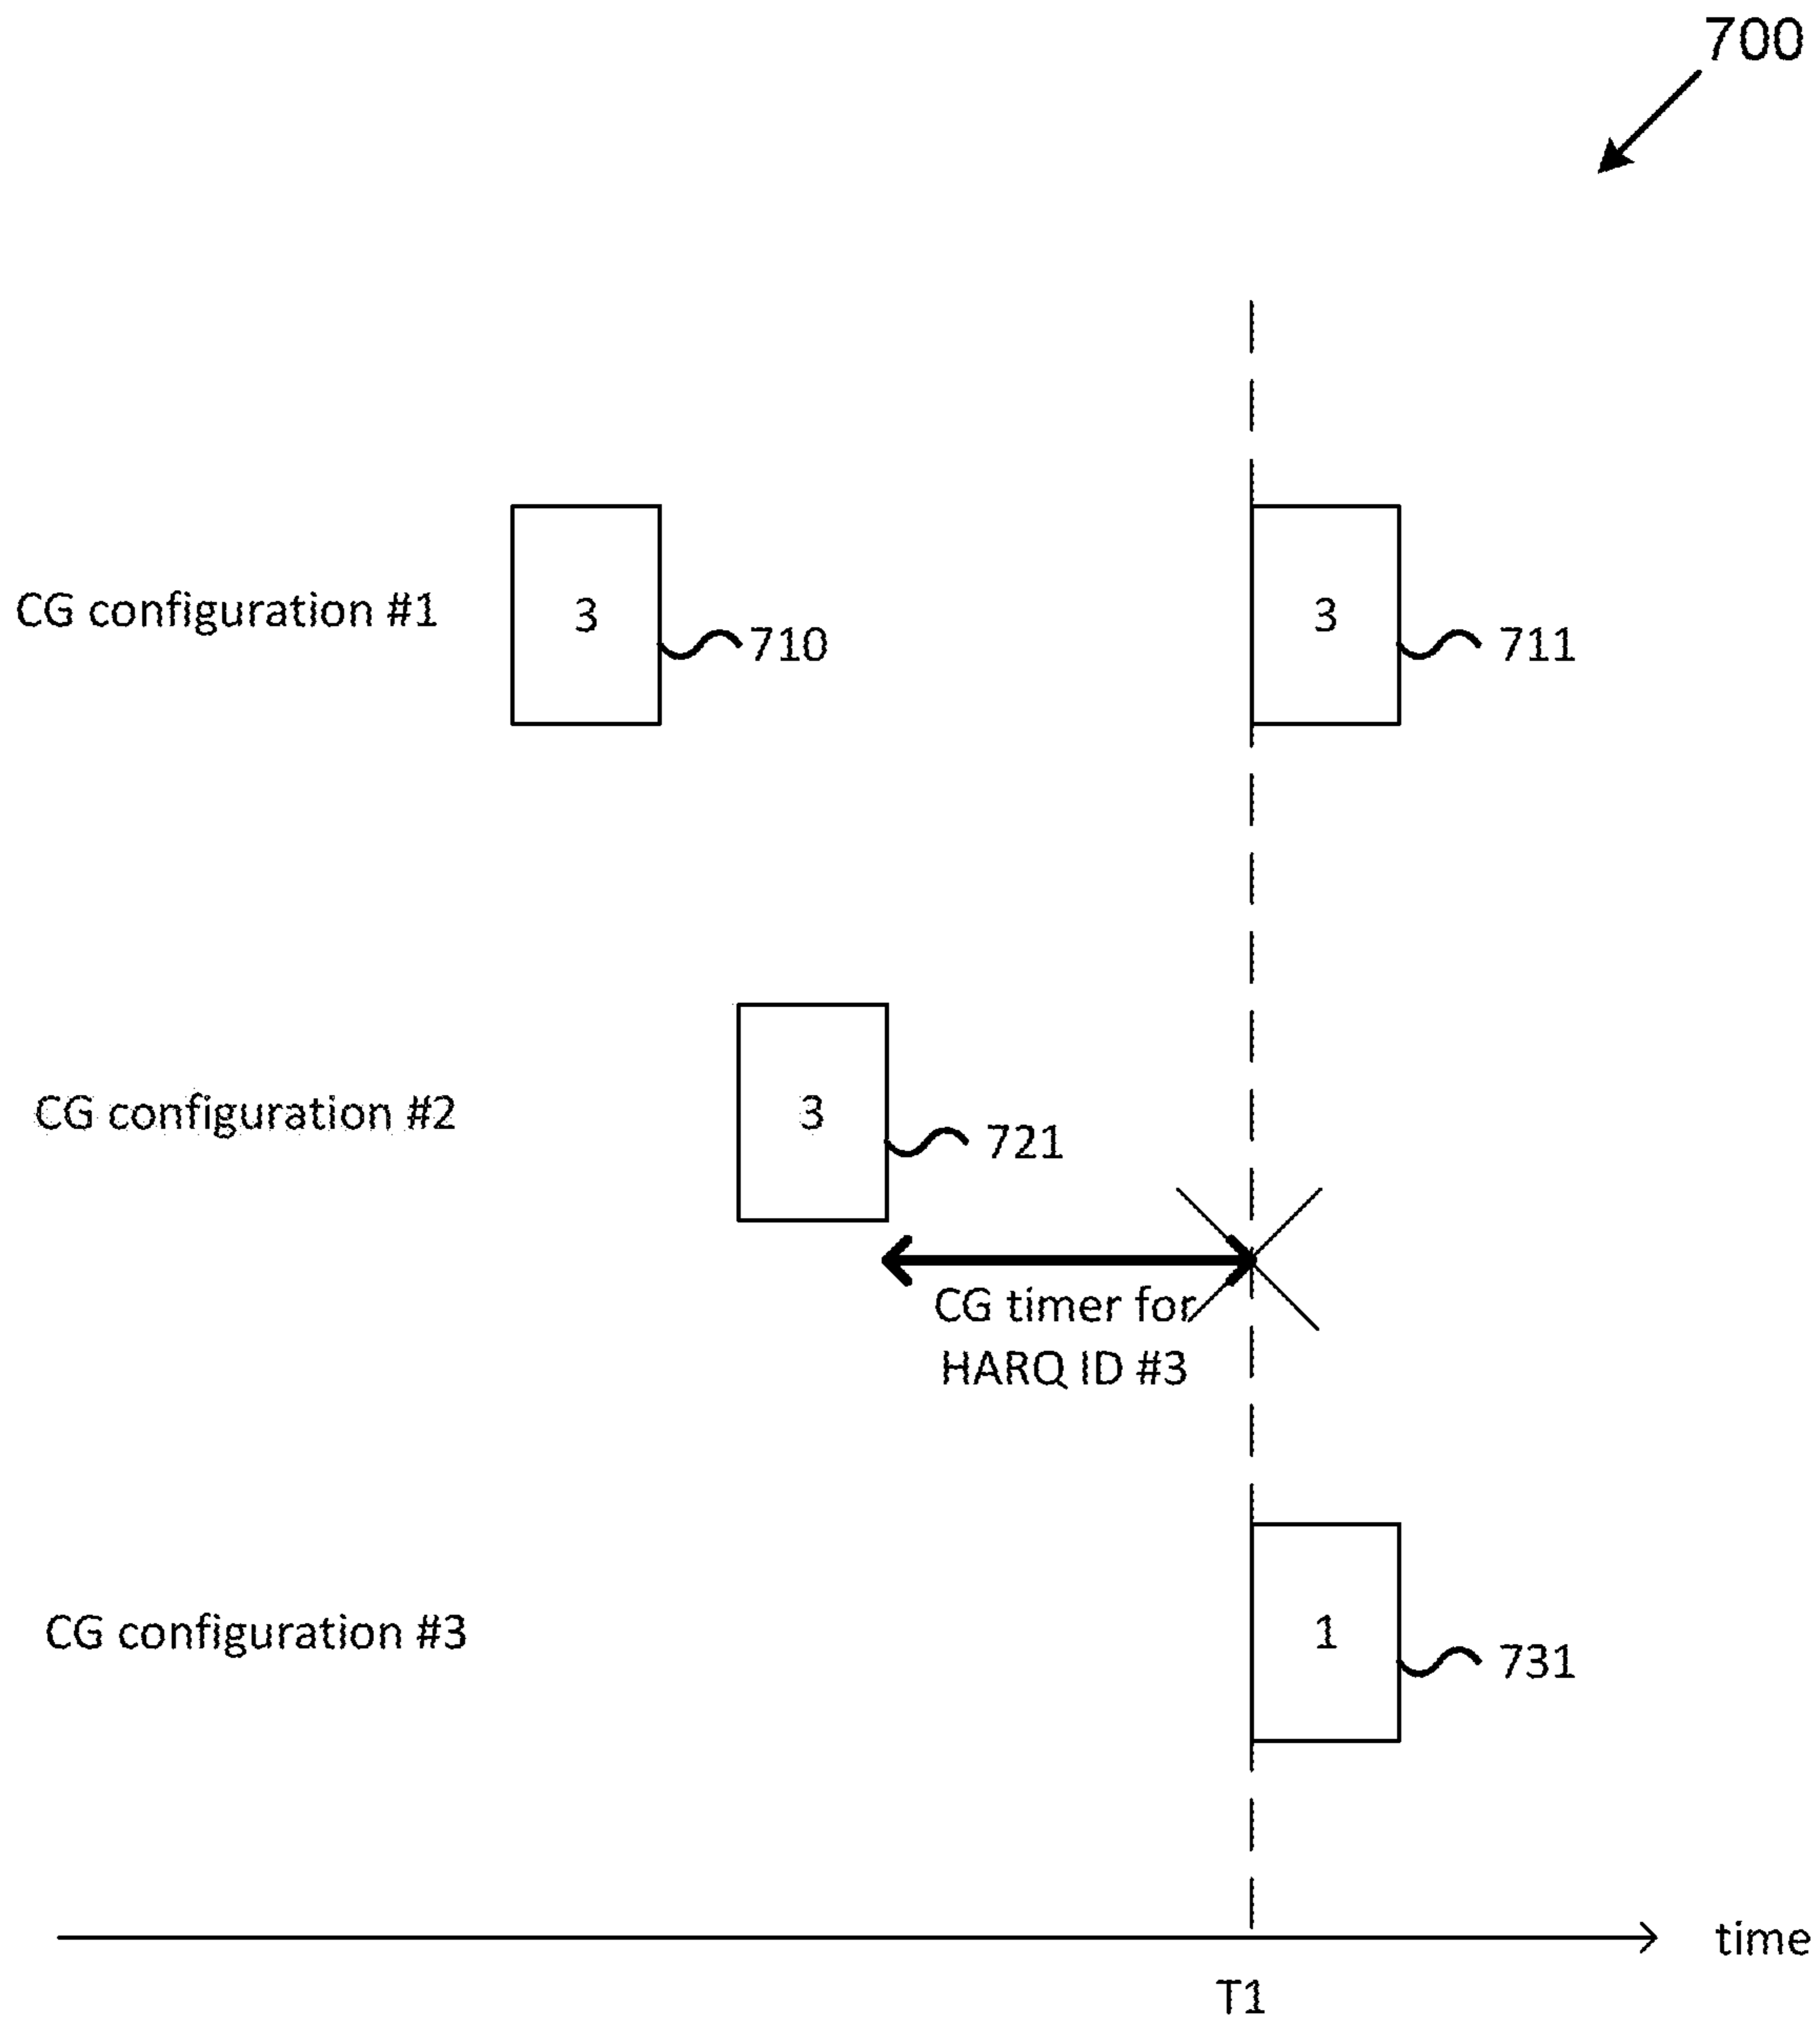 700
CG configuration #1
3
710
3
711
CG configuration #2
3
721
CG timer for
HARQ ID #3
CG configuration #3
1
731
time
T1